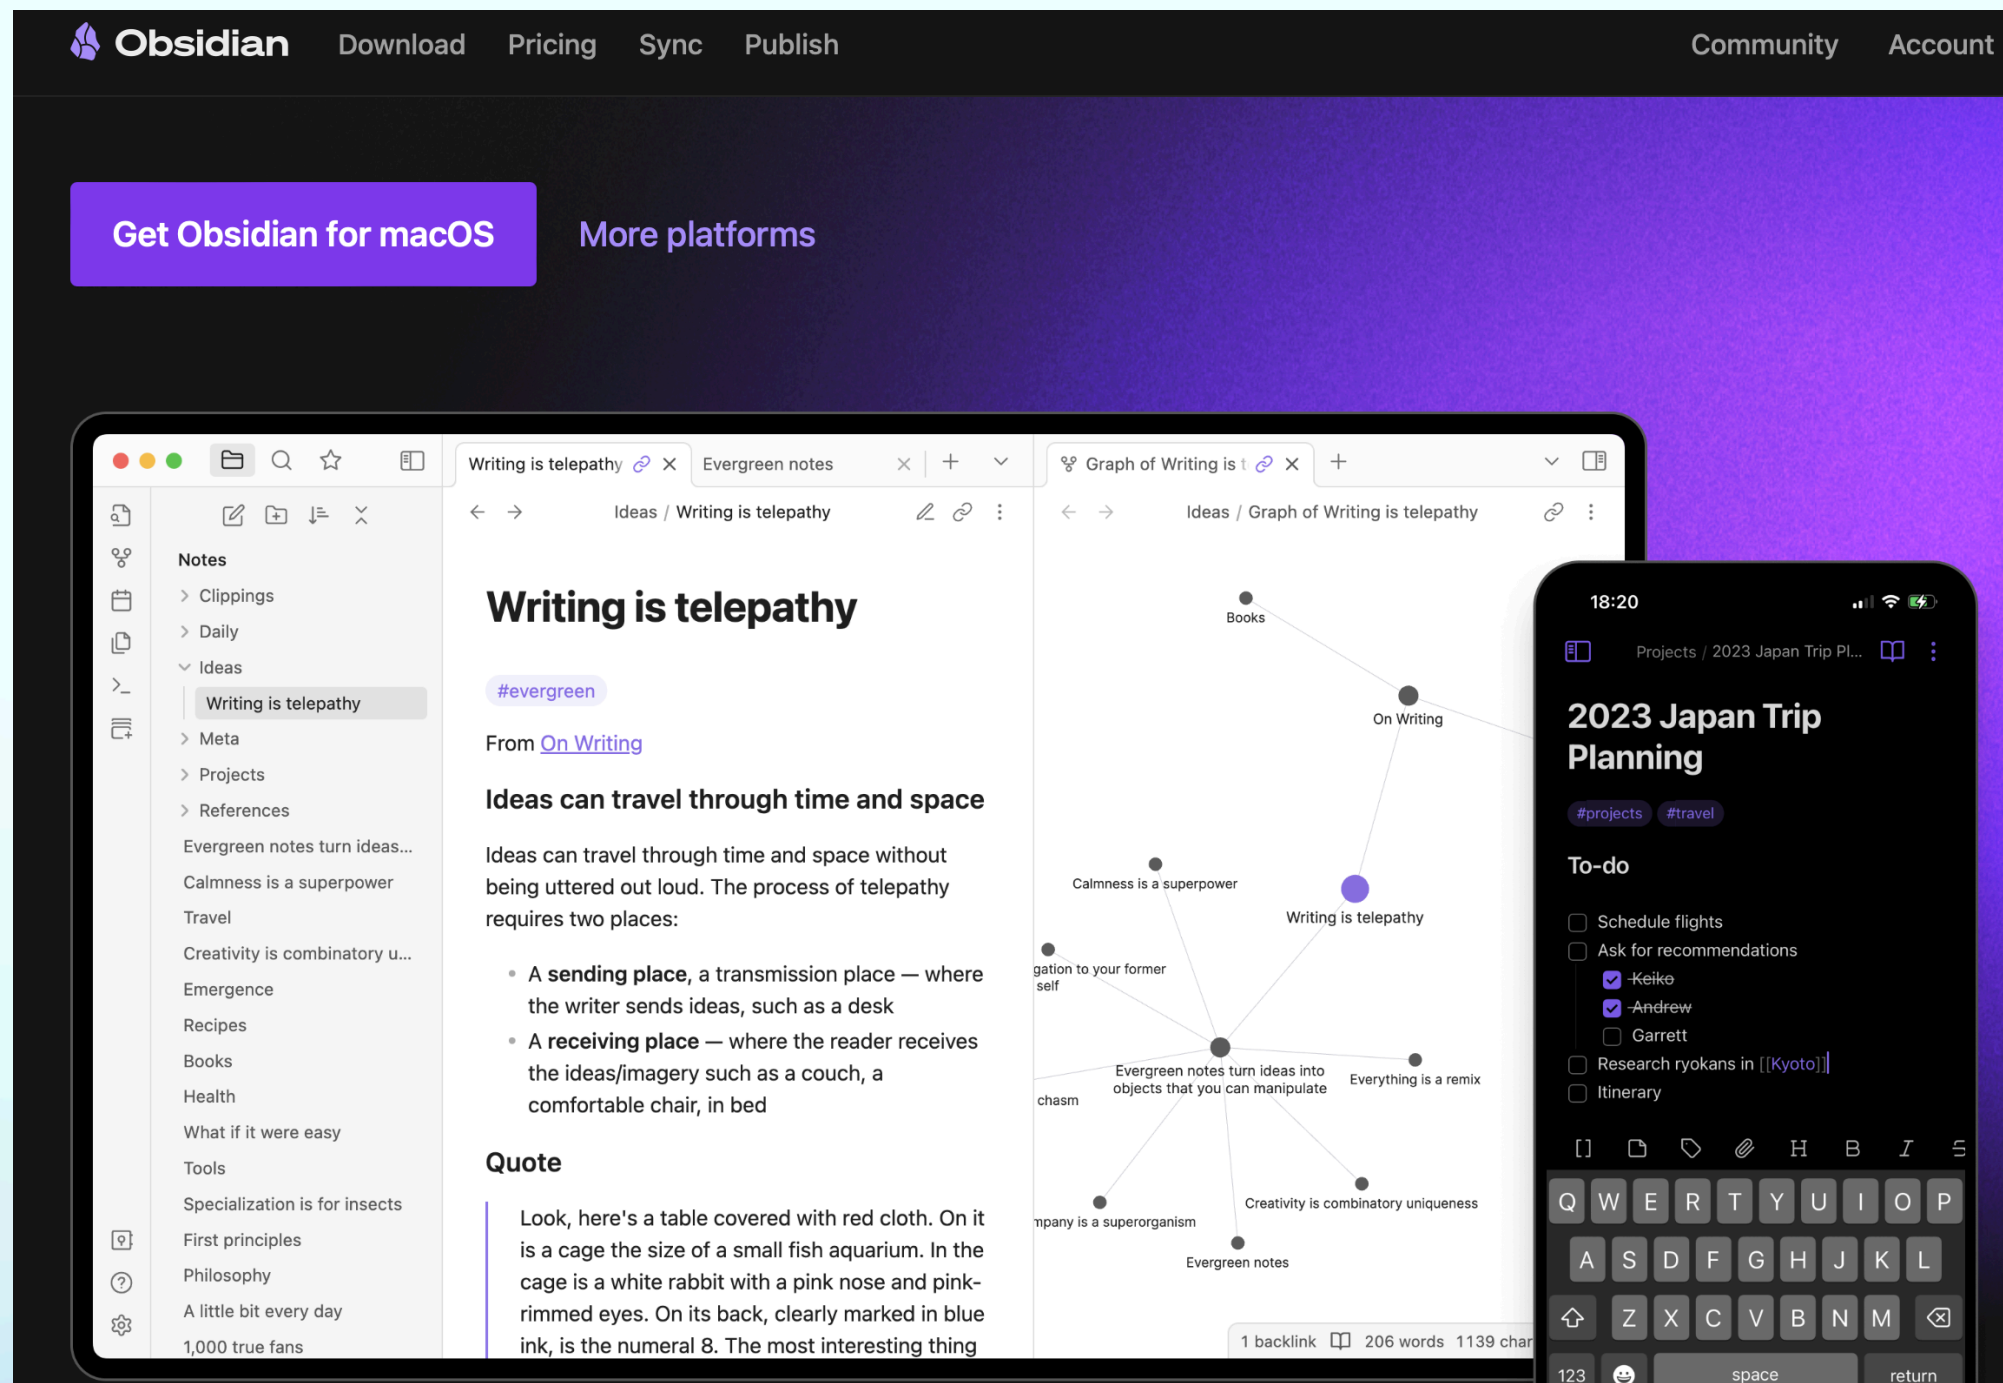 Obsidian Download Pricing Sync Publish Community Account
Get Obsidian for macOS More platforms
Writing is telepathy
Evergreen notes
Ideas / Writing is telepathy
Notes
Clippings
Daily
Ideas
Writing is telepathy
Meta
Projects
References
Evergreen notes turn ideas...
Calmness is a superpower
Travel
Creativity is combinatory u...
Emergence
Recipes
Books
Health
What if it were easy
Tools
Specialization is for insects
First principles
Philosophy
A little bit every day
1,000 true fans
Writing is telepathy
#evergreen
From On Writing
Ideas can travel through time and space
Ideas can travel through time and space without
being uttered out loud. The process of telepathy
requires two places:
• A sending place, a transmission place — where
the writer sends ideas, such as a desk
• A receiving place — where the reader receives
the ideas/imagery such as a couch, a
comfortable chair, in bed
Quote
Look, here's a table covered with red cloth. On it
is a cage the size of a small fish aquarium. In the
cage is a white rabbit with a pink nose and pink-
rimmed eyes. On its back, clearly marked in blue
ink, is the numeral 8. The most interesting thing
Graph of Writing is t
Ideas / Graph of Writing is telepathy
Books
On Writing
Calmness is a superpower
Writing is telepathy
gation to your former
self
Evergreen notes turn ideas into
objects that you can manipulate
Everything is a remix
chasm
Creativity is combinatory uniqueness
mpany is a superorganism
Evergreen notes
1 backlink 206 words 1139 char
18:20
Projects / 2023 Japan Trip Pl...
2023 Japan Trip
Planning
#projects #travel
To-do
Schedule flights
Ask for recommendations
Keiko
Andrew
Garrett
Research ryokans in [[Kyoto]]
Itinerary
[] H B I S
Q W E R T Y U I O P
A S D F G H J K L
Z X C V B N M
123 space return